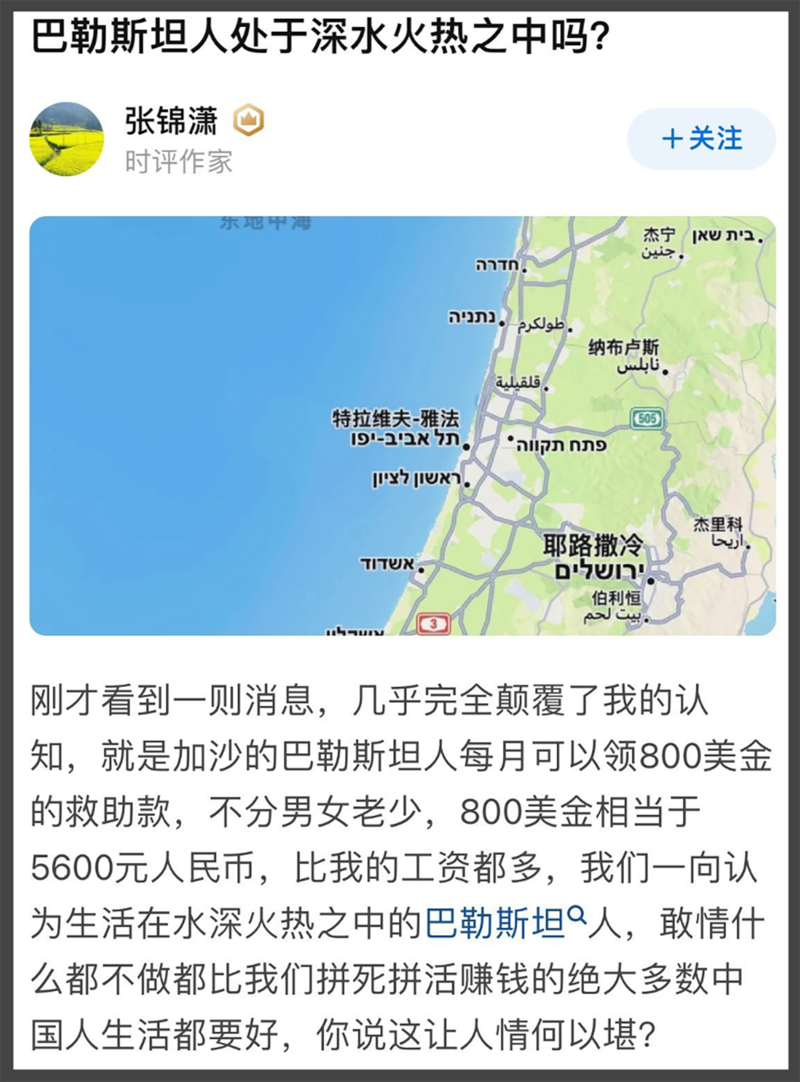 巴勒斯坦人处于深水火热之中吗？
张锦潇
时评作家
＋关注
东地中海
杰宁
جنين
בית שאן
חדרה
נתניה
طولكرم
纳布卢斯
نابلس
قلقيلية
505
特拉维夫-雅法
תל אביב-יפו
פתח תקווה
ראשון לציון
杰里科
أريحا
耶路撒冷
ירושלים
אשדוד
伯利恒
بيت لحم
3
אשקלון
刚才看到一则消息，几乎完全颠覆了我的认
知，就是加沙的巴勒斯坦人每月可以领800美金
的救助款，不分男女老少，800美金相当于
5600元人民币，比我的工资都多，我们一向认
为生活在水深火热之中的巴勒斯坦人，敢情什
么都不做都比我们拼死拼活赚钱的绝大多数中
国人生活都要好，你说这让人情何以堪？